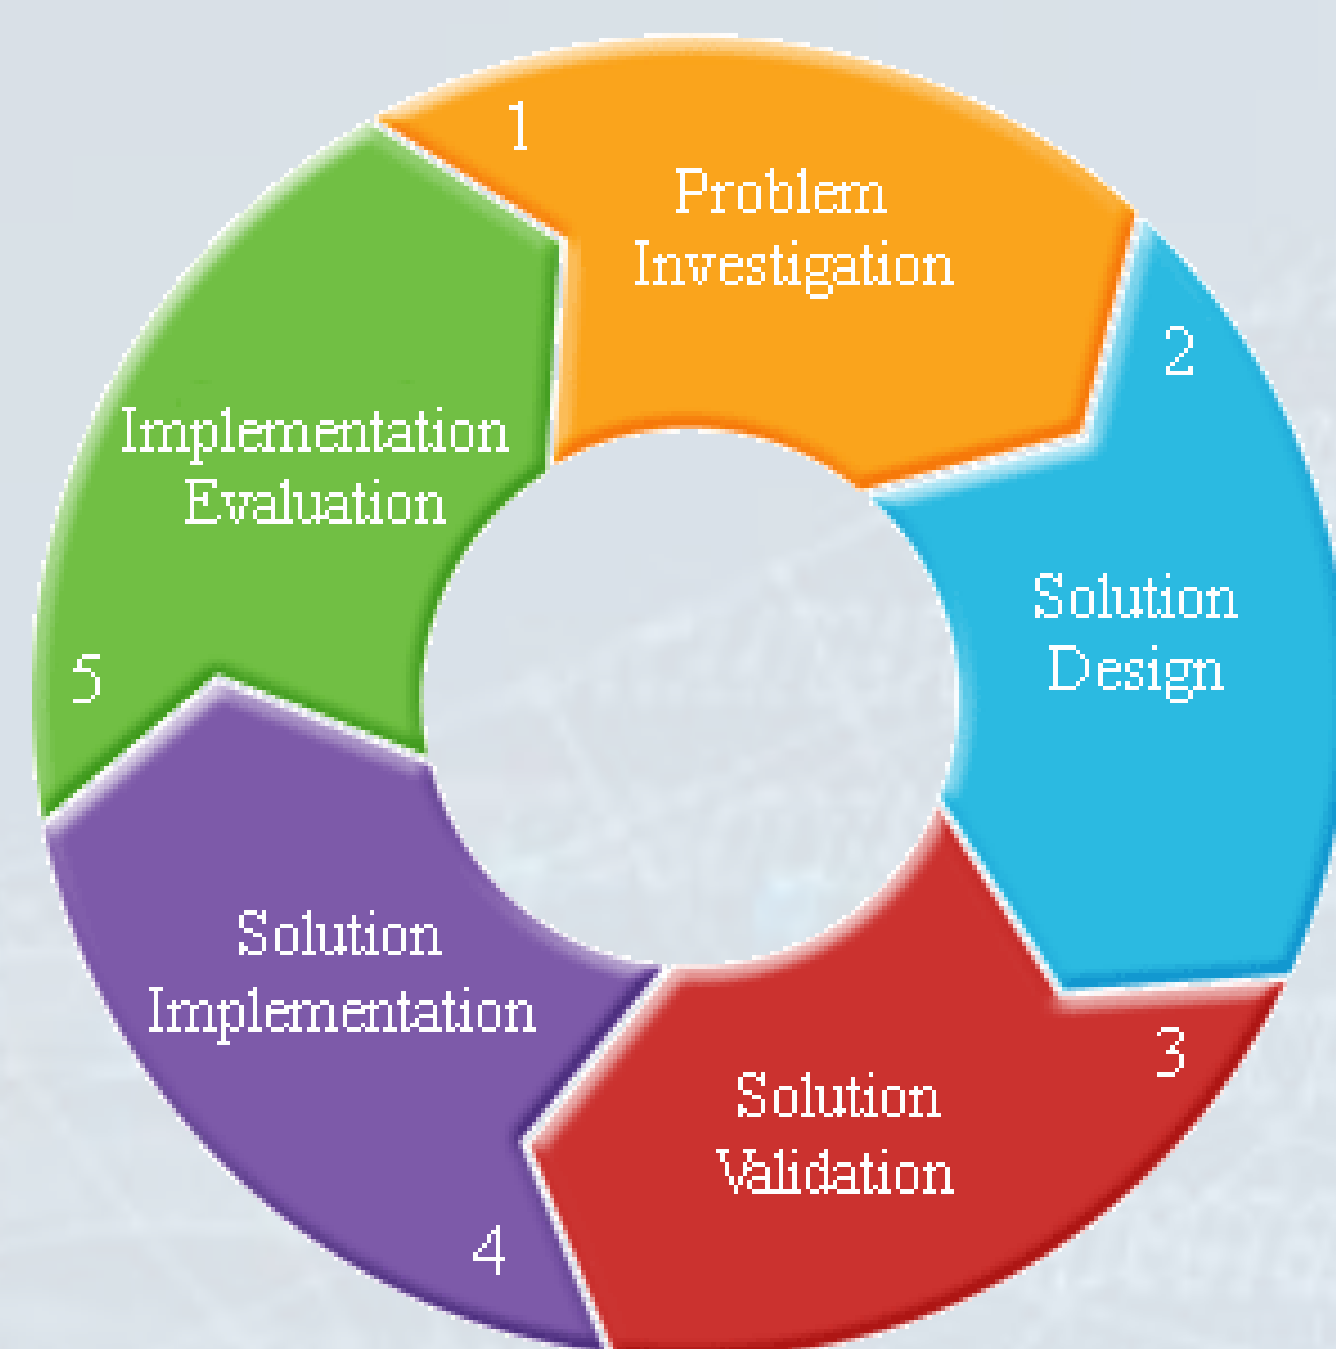 1
Problem
Investigation
2
Solution
Design
3
Solution
Validation
4
Solution
Implementation
5
Implementation
Evaluation